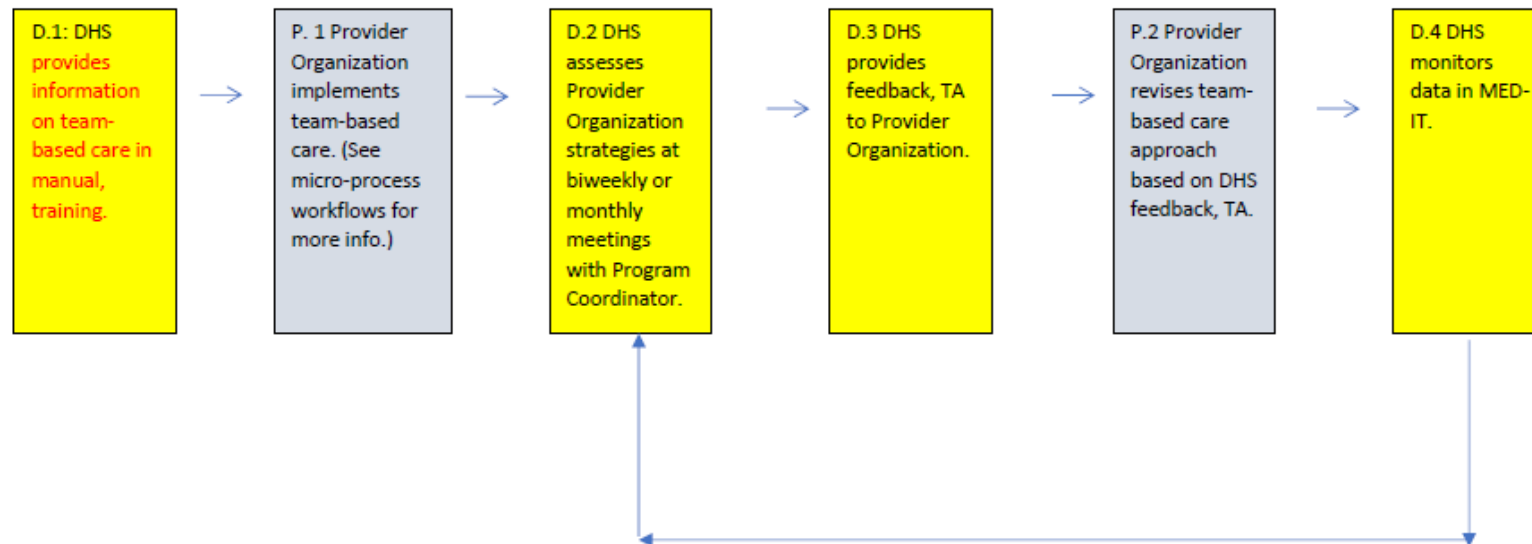 D.1: DHS
provides
information
on team-
based care in
manual,
training.
P. 1 Provider
Organization
implements
team-based
care. (See
micro-process
workflows for
more info.)
D.2 DHS
assesses
Provider
Organization
strategies at
biweekly or
monthly
meetings
with Program
Coordinator.
D.3 DHS
provides
feedback, TA
to Provider
Organization.
P.2 Provider
Organization
revises team-
based care
approach
based on DHS
feedback, TA.
D.4 DHS
monitors
data in MED-
IT.